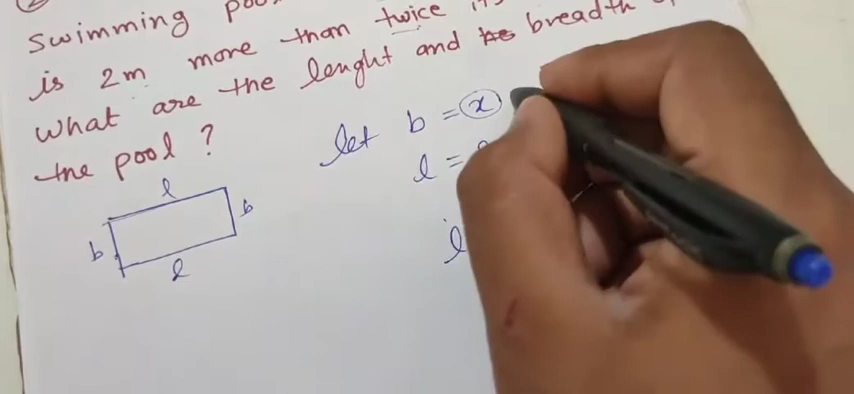 swimming
is 2m more than twice
what are the lenght and breadth
the pool ?
let b = x
l =
l
l
b
b
l